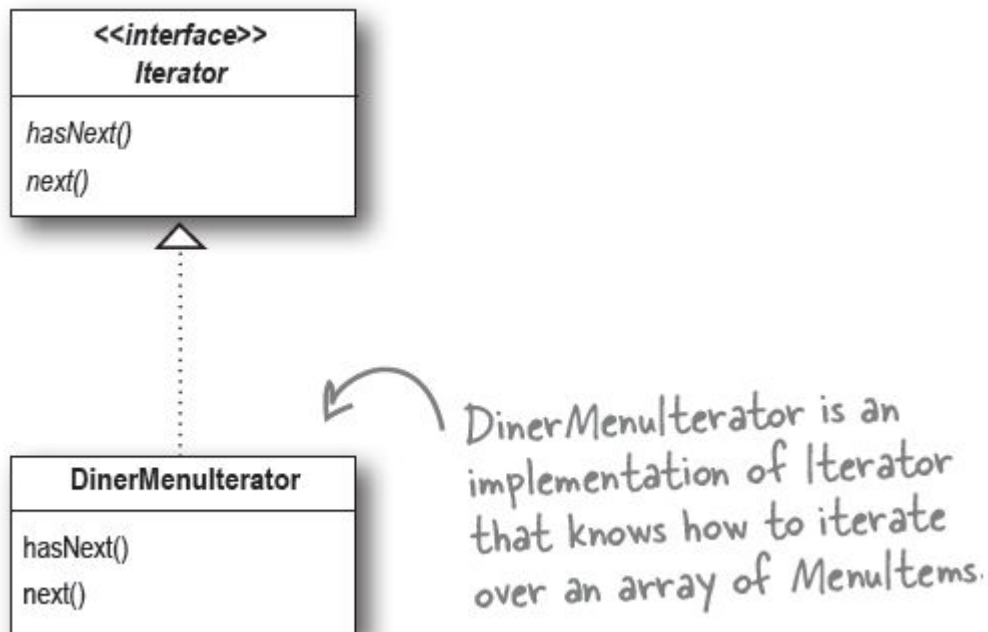 <<interface>>
Iterator
hasNext()
next()
DinerMenuIterator is an
implementation of Iterator
that knows how to iterate
over an array of MenuItems.
DinerMenuIterator
hasNext()
next()